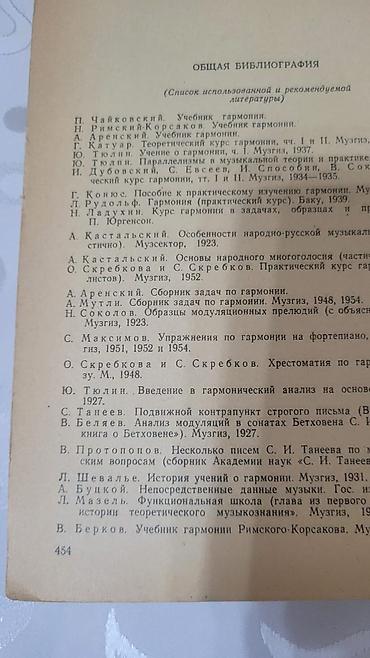 ОБЩАЯ БИБЛИОГРАФИЯ
(Список использованной и рекомендуемой
литературы)
П. Чайковский. Учебник гармонии.
Н. Римский-Корсаков. Учебник гармонии.
А. Аренский. Учебник гармонии.
Г. Катуар. Теоретический курс гармонии, чч. I и II. Музгиз,
Ю. Тюлин. Учение о гармонии, ч. I. Музгиз, 1937.
Ю. Тюлин. Параллелизмы в музыкальной теории и практике
И. Дубовский, С. Евсеев, И. Способин, В. Сок
ческий курс гармонии, тт. I и II. Музгиз, 1934—1935.
Г. Конюс. Пособие к практическому изучению гармонии. Му
Л. Рудольф. Гармония (практический курс). Баку, 1939.
Н. Ладухин. Курс гармонии в задачах, образцах и пр
П. Юргенсон.
А. Кастальский. Особенности народно-русской музыкаль
стично). Музсектор, 1923.
А. Кастальский. Основы народного многоголосия (частич
О. Скребкова и С. Скребков. Практический курс гар
листов). Музгиз, 1952.
А. Аренский. Сборник задач по гармонии.
А. Мутли. Сборник задач по гармонии. Музгиз, 1948, 1954.
Н. Соколов. Образцы модуляционных прелюдий (с объясн
Музгиз, 1923.
С. Максимов. Упражнения по гармонии на фортепиано,
гиз, 1951, 1952 и 1954.
О. Скребкова и С. Скребков. Хрестоматия по гар
зу. М., 1948.
Ю. Тюлин. Введение в гармонический анализ на основе
1927.
С. Танеев. Подвижной контрапункт строгого письма (В
В. Беляев. Анализ модуляций в сонатах Бетховена С. И
книга о Бетховене»). Музгиз, 1927.
В. Протопопов. Несколько писем С. И. Танеева по м
ским вопросам (сборник Академии наук «С. И. Танеев
Л. Шевалье. История учений о гармонии. Музгиз, 1931.
А. Буцкой. Непосредственные данные музыки. Гос. из
Л. Мазель. Функциональная школа (глава из первого
истории теоретического музыкознания». Музгиз, 19
В. Берков. Учебник гармонии Римского-Корсакова. Му
454